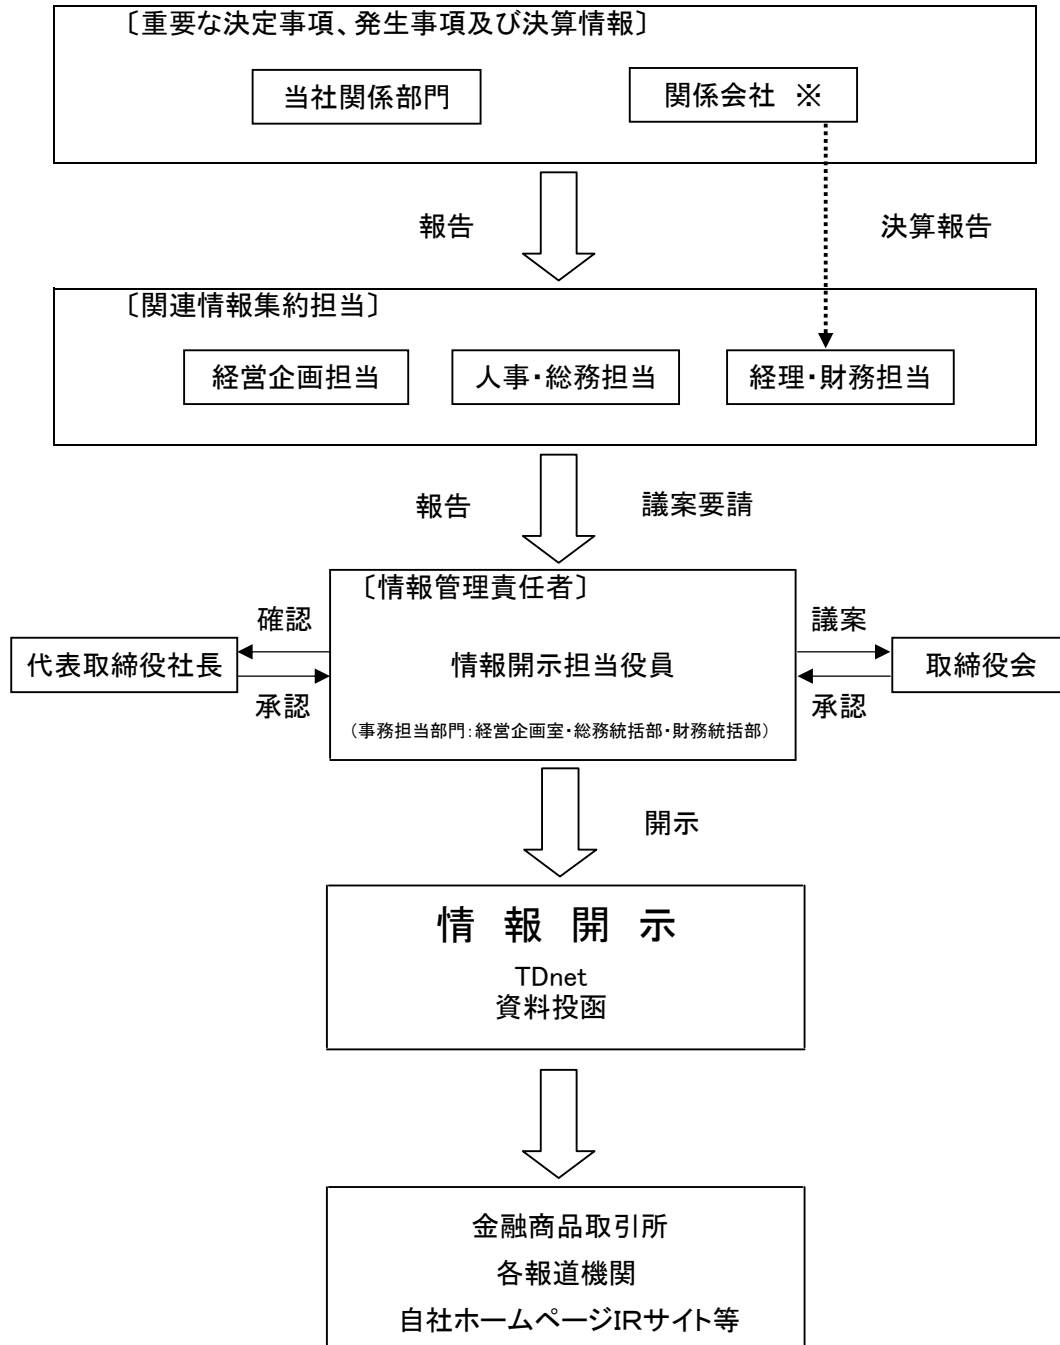 〔重要な決定事項、発生事項及び決算情報〕
当社関係部門
関係会社 ※
報告
決算報告
〔関連情報集約担当〕
経営企画担当
人事・総務担当
経理・財務担当
報告
議案要請
〔情報管理責任者〕
確認
議案
代表取締役社長
情報開示担当役員
取締役会
承認
承認
（事務担当部門：経営企画室・総務統括部・財務統括部）
開示
情 報 開 示
TDnet
資料投函
金融商品取引所
各報道機関
自社ホームページIRサイト等